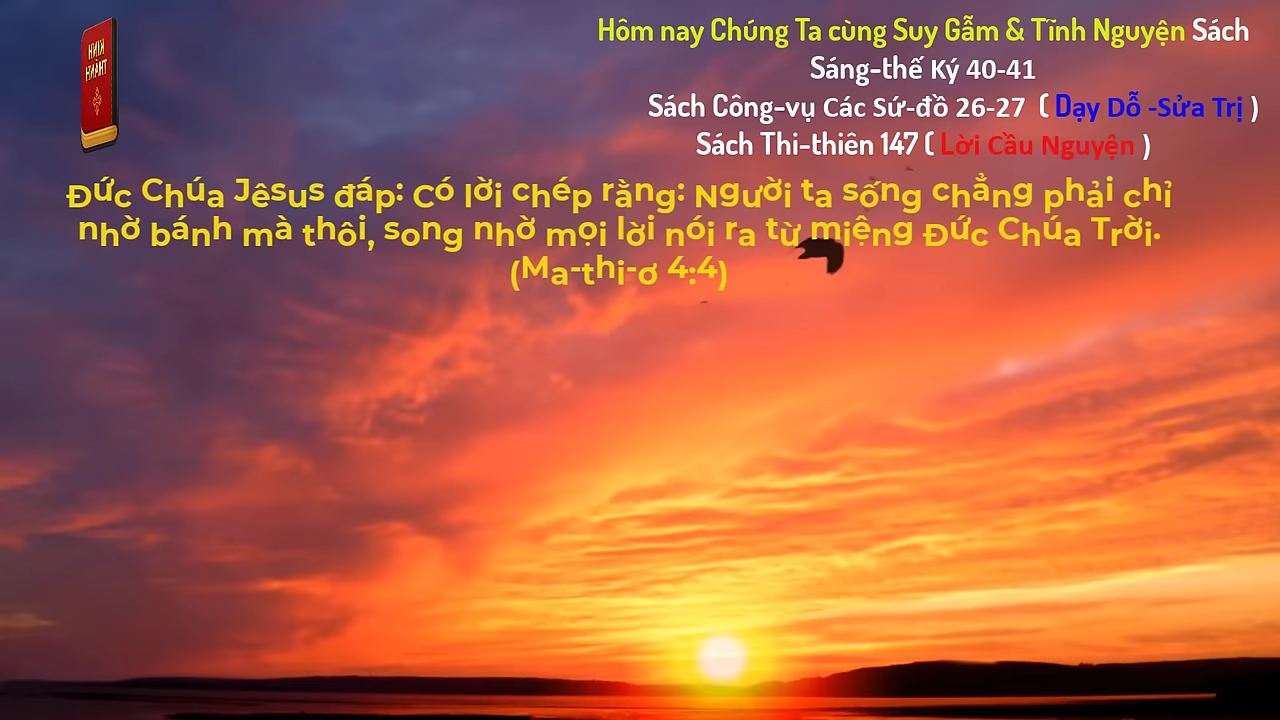 KINH
THÁNH
Hôm nay Chúng Ta cùng Suy Gẫm & Tĩnh Nguyện Sách
Sáng-thế Ký 40-41
Sách Công-vụ Các Sứ-đồ 26-27 ( Dạy Dỗ -Sửa Trị )
Sách Thi-thiên 147 ( Lời Cầu Nguyện )
Đức Chúa Jêsus đáp: Có lời chép rằng: Người ta sống chẳng phải chỉ
nhờ bánh mà thôi, song nhờ mọi lời nói ra từ miệng Đức Chúa Trời.
(Ma-thi-ơ 4:4)